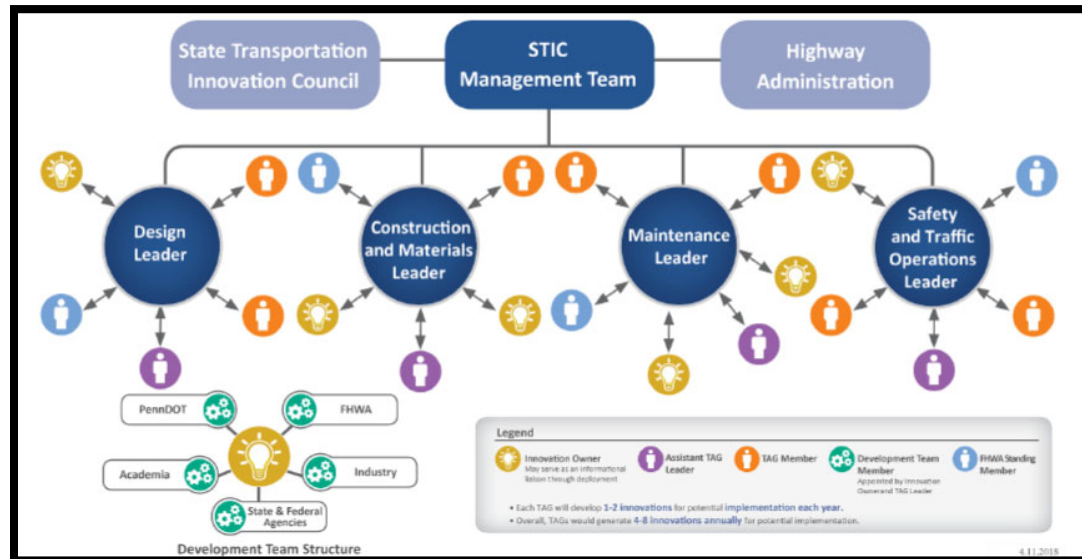 State Transportation
Innovation Council
STIC
Management Team
Highway
Administration
Design
Leader
Construction
and Materials
Leader
Maintenance
Leader
Safety
and Traffic
Operations
Leader
PennDOT
FHWA
Academia
Industry
State & Federal
Agencies
Development Team Structure
Legend
Innovation Owner
May serve as an informational
liaison through deployment
Assistant TAG
Leader
TAG Member
Development Team
Member
Appointed by Innovation
Owner and TAG Leader
FHWA Standing
Member
• Each TAG will develop 1-2 innovations for potential implementation each year.
• Overall, TAGs would generate 4-8 innovations annually for potential implementation.
4.11.2018